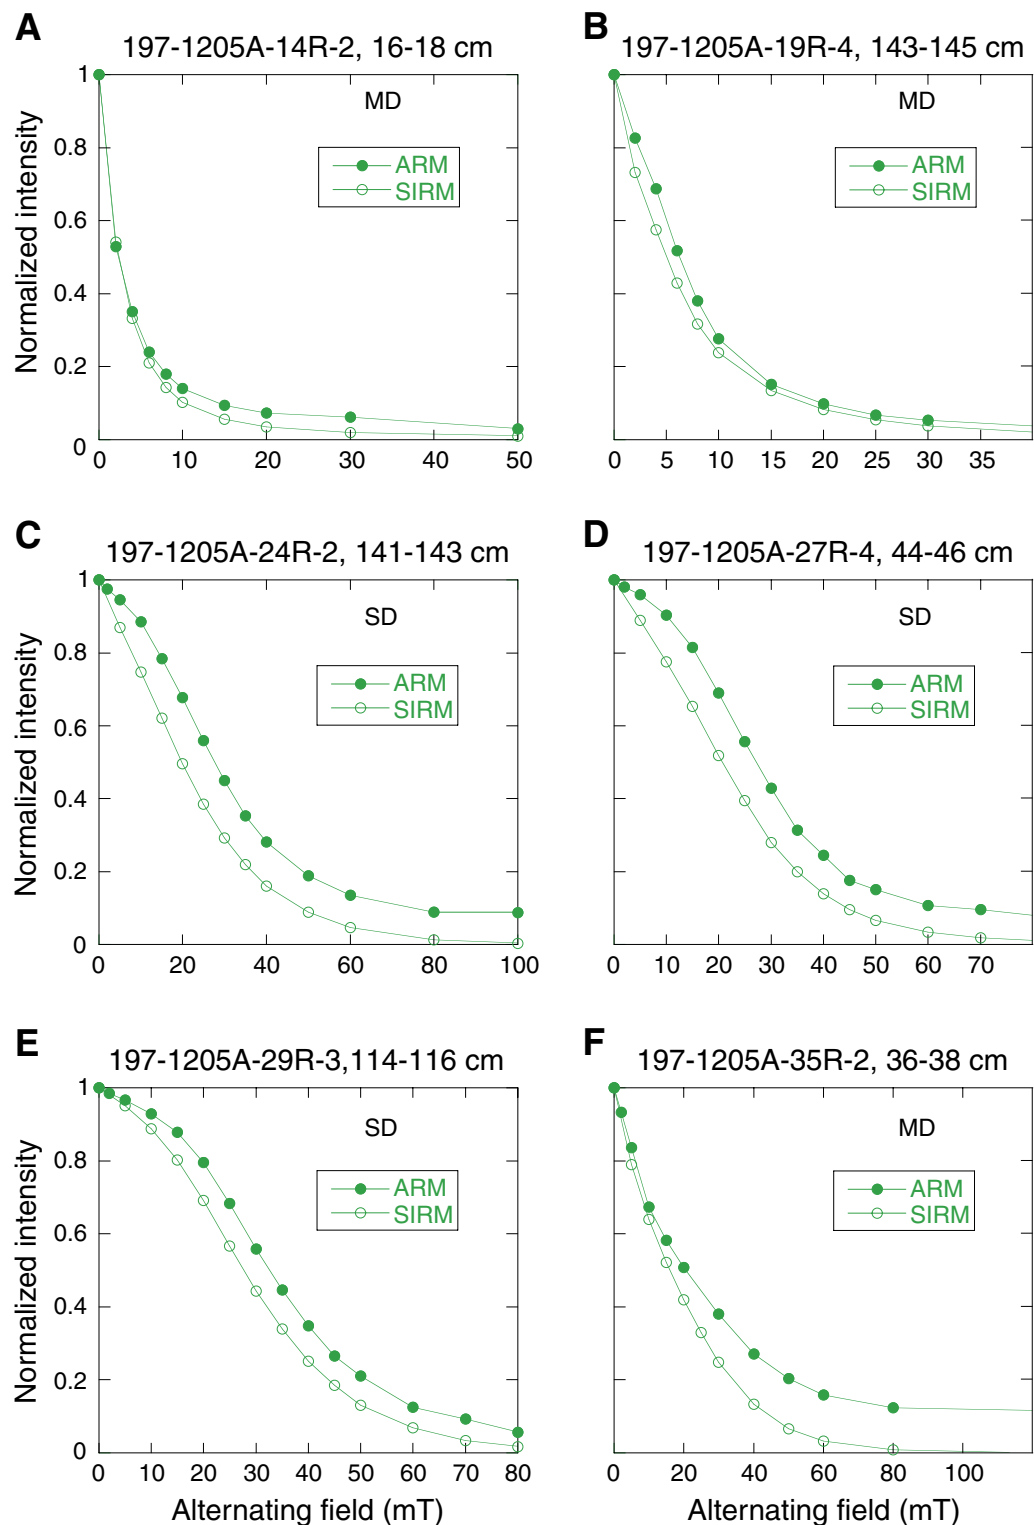 A
197-1205A-14R-2, 16-18 cm
MD
ARM
SIRM
Normalized intensity
1
0.8
0.6
0.4
0.2
0
0 10 20 30 40 50
B
197-1205A-19R-4, 143-145 cm
MD
ARM
SIRM
0 5 10 15 20 25 30 35
C
197-1205A-24R-2, 141-143 cm
SD
ARM
SIRM
Normalized intensity
1
0.8
0.6
0.4
0.2
0
0 20 40 60 80 100
D
197-1205A-27R-4, 44-46 cm
SD
ARM
SIRM
0 10 20 30 40 50 60 70
E
197-1205A-29R-3,114-116 cm
SD
ARM
SIRM
Normalized intensity
1
0.8
0.6
0.4
0.2
0
0 10 20 30 40 50 60 70 80
Alternating field (mT)
F
197-1205A-35R-2, 36-38 cm
MD
ARM
SIRM
0 20 40 60 80 100
Alternating field (mT)